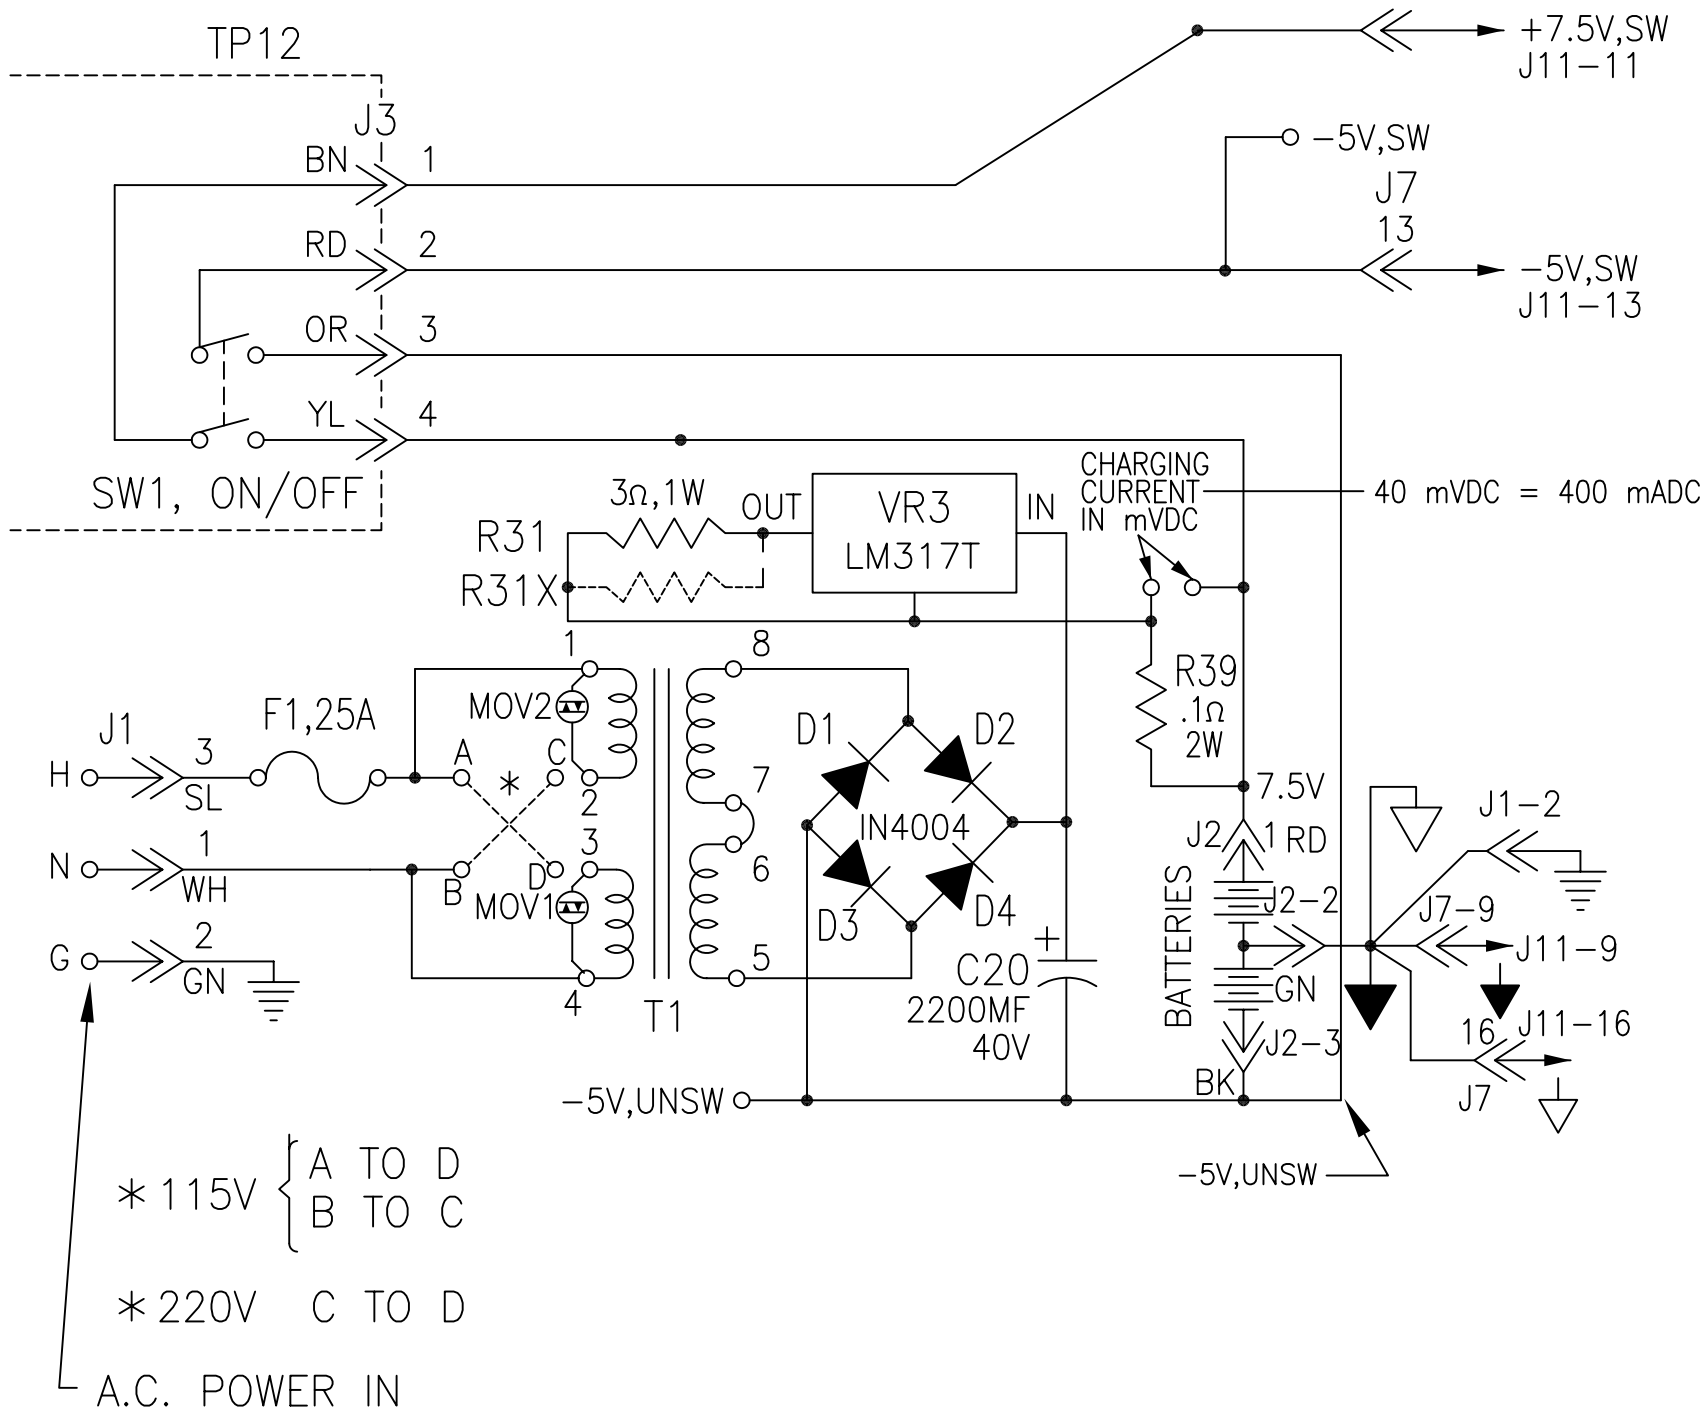 TP12
+7.5V,SW
J11-11
J3
BN 1
-5V,SW
J7
13
RD 2
-5V,SW
J11-13
OR 3
YL 4
SW1, ON/OFF
CHARGING
CURRENT
IN mVDC
40 mVDC = 400 mADC
3Ω,1W
OUT
VR3
LM317T
IN
R31
R31X
1
8
MOV2
R39
.1Ω
2W
F1,25A
J1
D1
D2
H
3
SL
A
C
*
2
7
7.5V
J1-2
3
IN4004
J2
1
RD
N
1
WH
B
D
MOV1
6
D3
D4
BATTERIES
J2-2
J7-9
G
2
GN
5
C20
2200MF
40V
+
J11-9
GN
4
T1
J2-3
16
J11-16
BK
J7
-5V,UNSW
-5V,UNSW
* 115V { A TO D
B TO C
* 220V C TO D
A.C. POWER IN